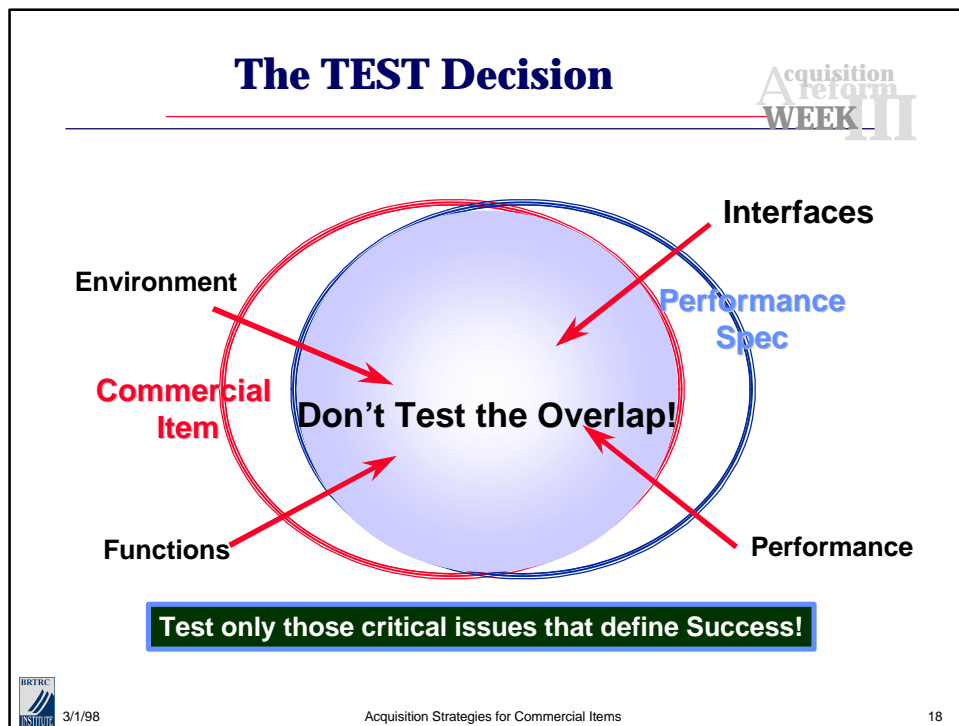 The TEST Decision
Acquisition
reform
WEEK III
Interfaces
Environment
Performance
Spec
Commercial
Item
Don't Test the Overlap!
Functions
Performance
Test only those critical issues that define Success!
BRTRC
INSTITUTE
3/1/98
Acquisition Strategies for Commercial Items
18